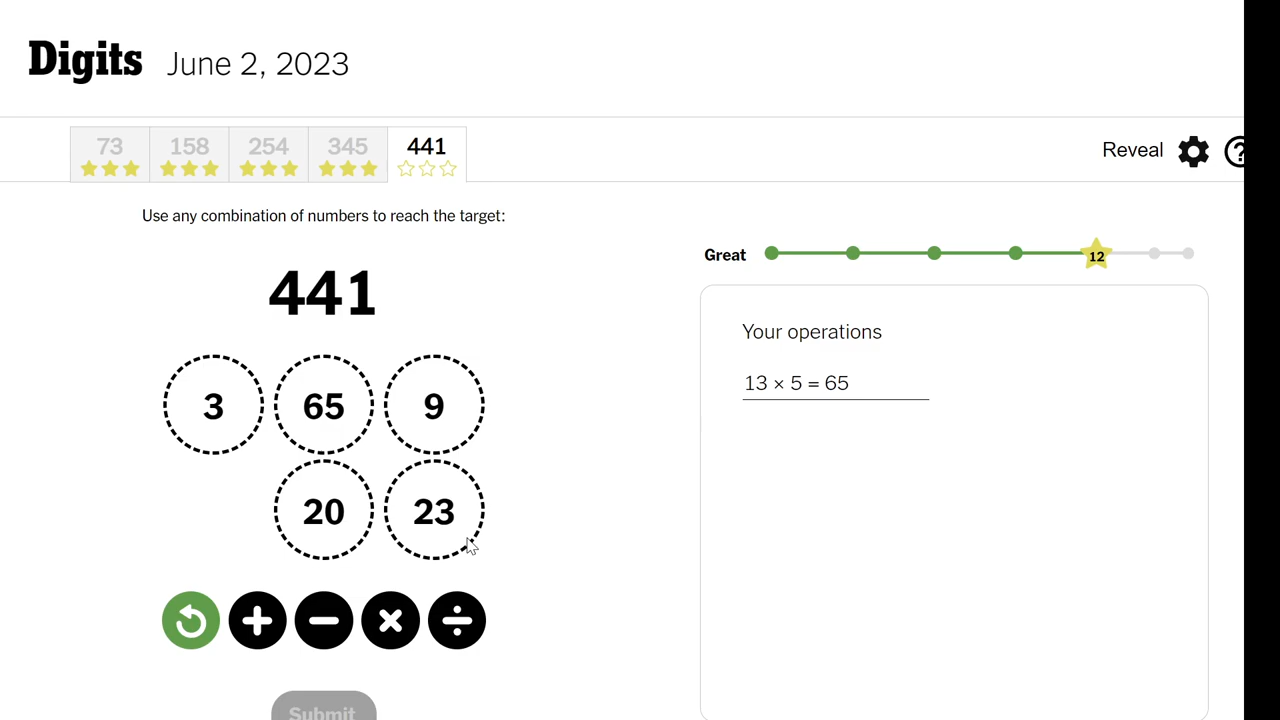 Digits June 2, 2023
73 158 254 345 441
Reveal
?
Use any combination of numbers to reach the target:
Great 12
441
Your operations
13 × 5 = 65
3 65 9
20 23
+ − × ÷
Submit